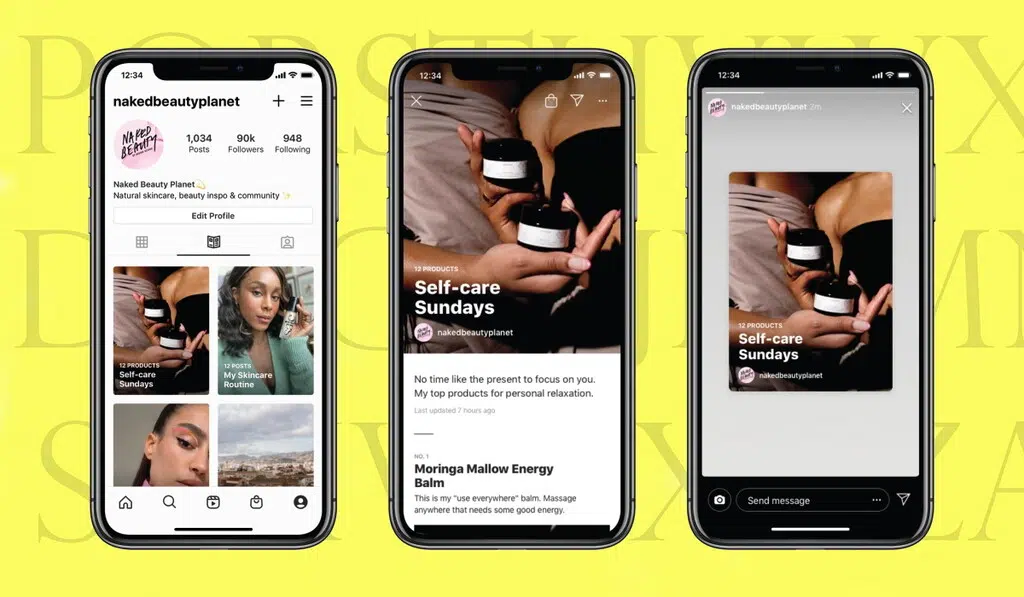 12:34
nakedbeautyplanet
NAKED
BEAUTY
1,034
Posts
90k
Followers
948
Following
Naked Beauty Planet
Natural skincare, beauty inspo & community
Edit Profile
12 PRODUCTS
Self-care
Sundays
12 POSTS
My Skincare
Routine
12:34
12 PRODUCTS
Self-care
Sundays
nakedbeautyplanet
No time like the present to focus on you.
My top products for personal relaxation.
Last updated 7 hours ago
NO. 1
Moringa Mallow Energy
Balm
This is my "use everywhere" balm. Massage
anywhere that needs some good energy.
12:34
nakedbeautyplanet 2m
12 PRODUCTS
Self-care
Sundays
nakedbeautyplanet
Send message